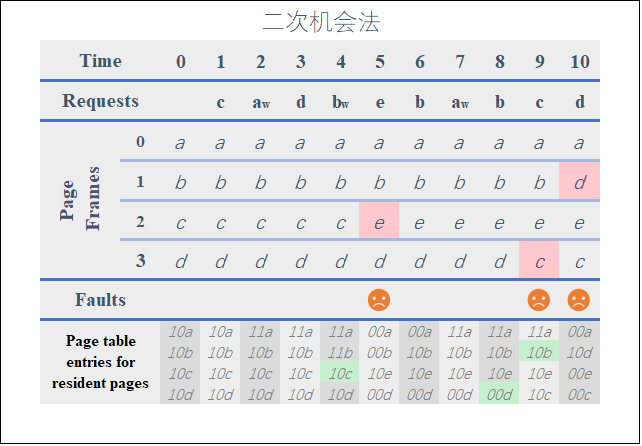 二次机会法
Time 0 1 2 3 4 5 6 7 8 9 10
Requests c aw d bw e b aw b c d
Page Frames
0 a a a a a a a a a a a
1 b b b b b b b b b b d
2 c c c c c e e e e e e
3 d d d d d d d d d c c
Faults
Page table entries for resident pages
10a 10a 11a 11a 11a 00a 00a 11a 11a 11a 00a
10b 10b 10b 10b 11b 00b 10b 10b 10b 10b 10d
10c 10c 10c 10c 10c 10e 10e 10e 10e 10e 00e
10d 10d 10d 10d 10d 00d 00d 00d 00d 10c 00c